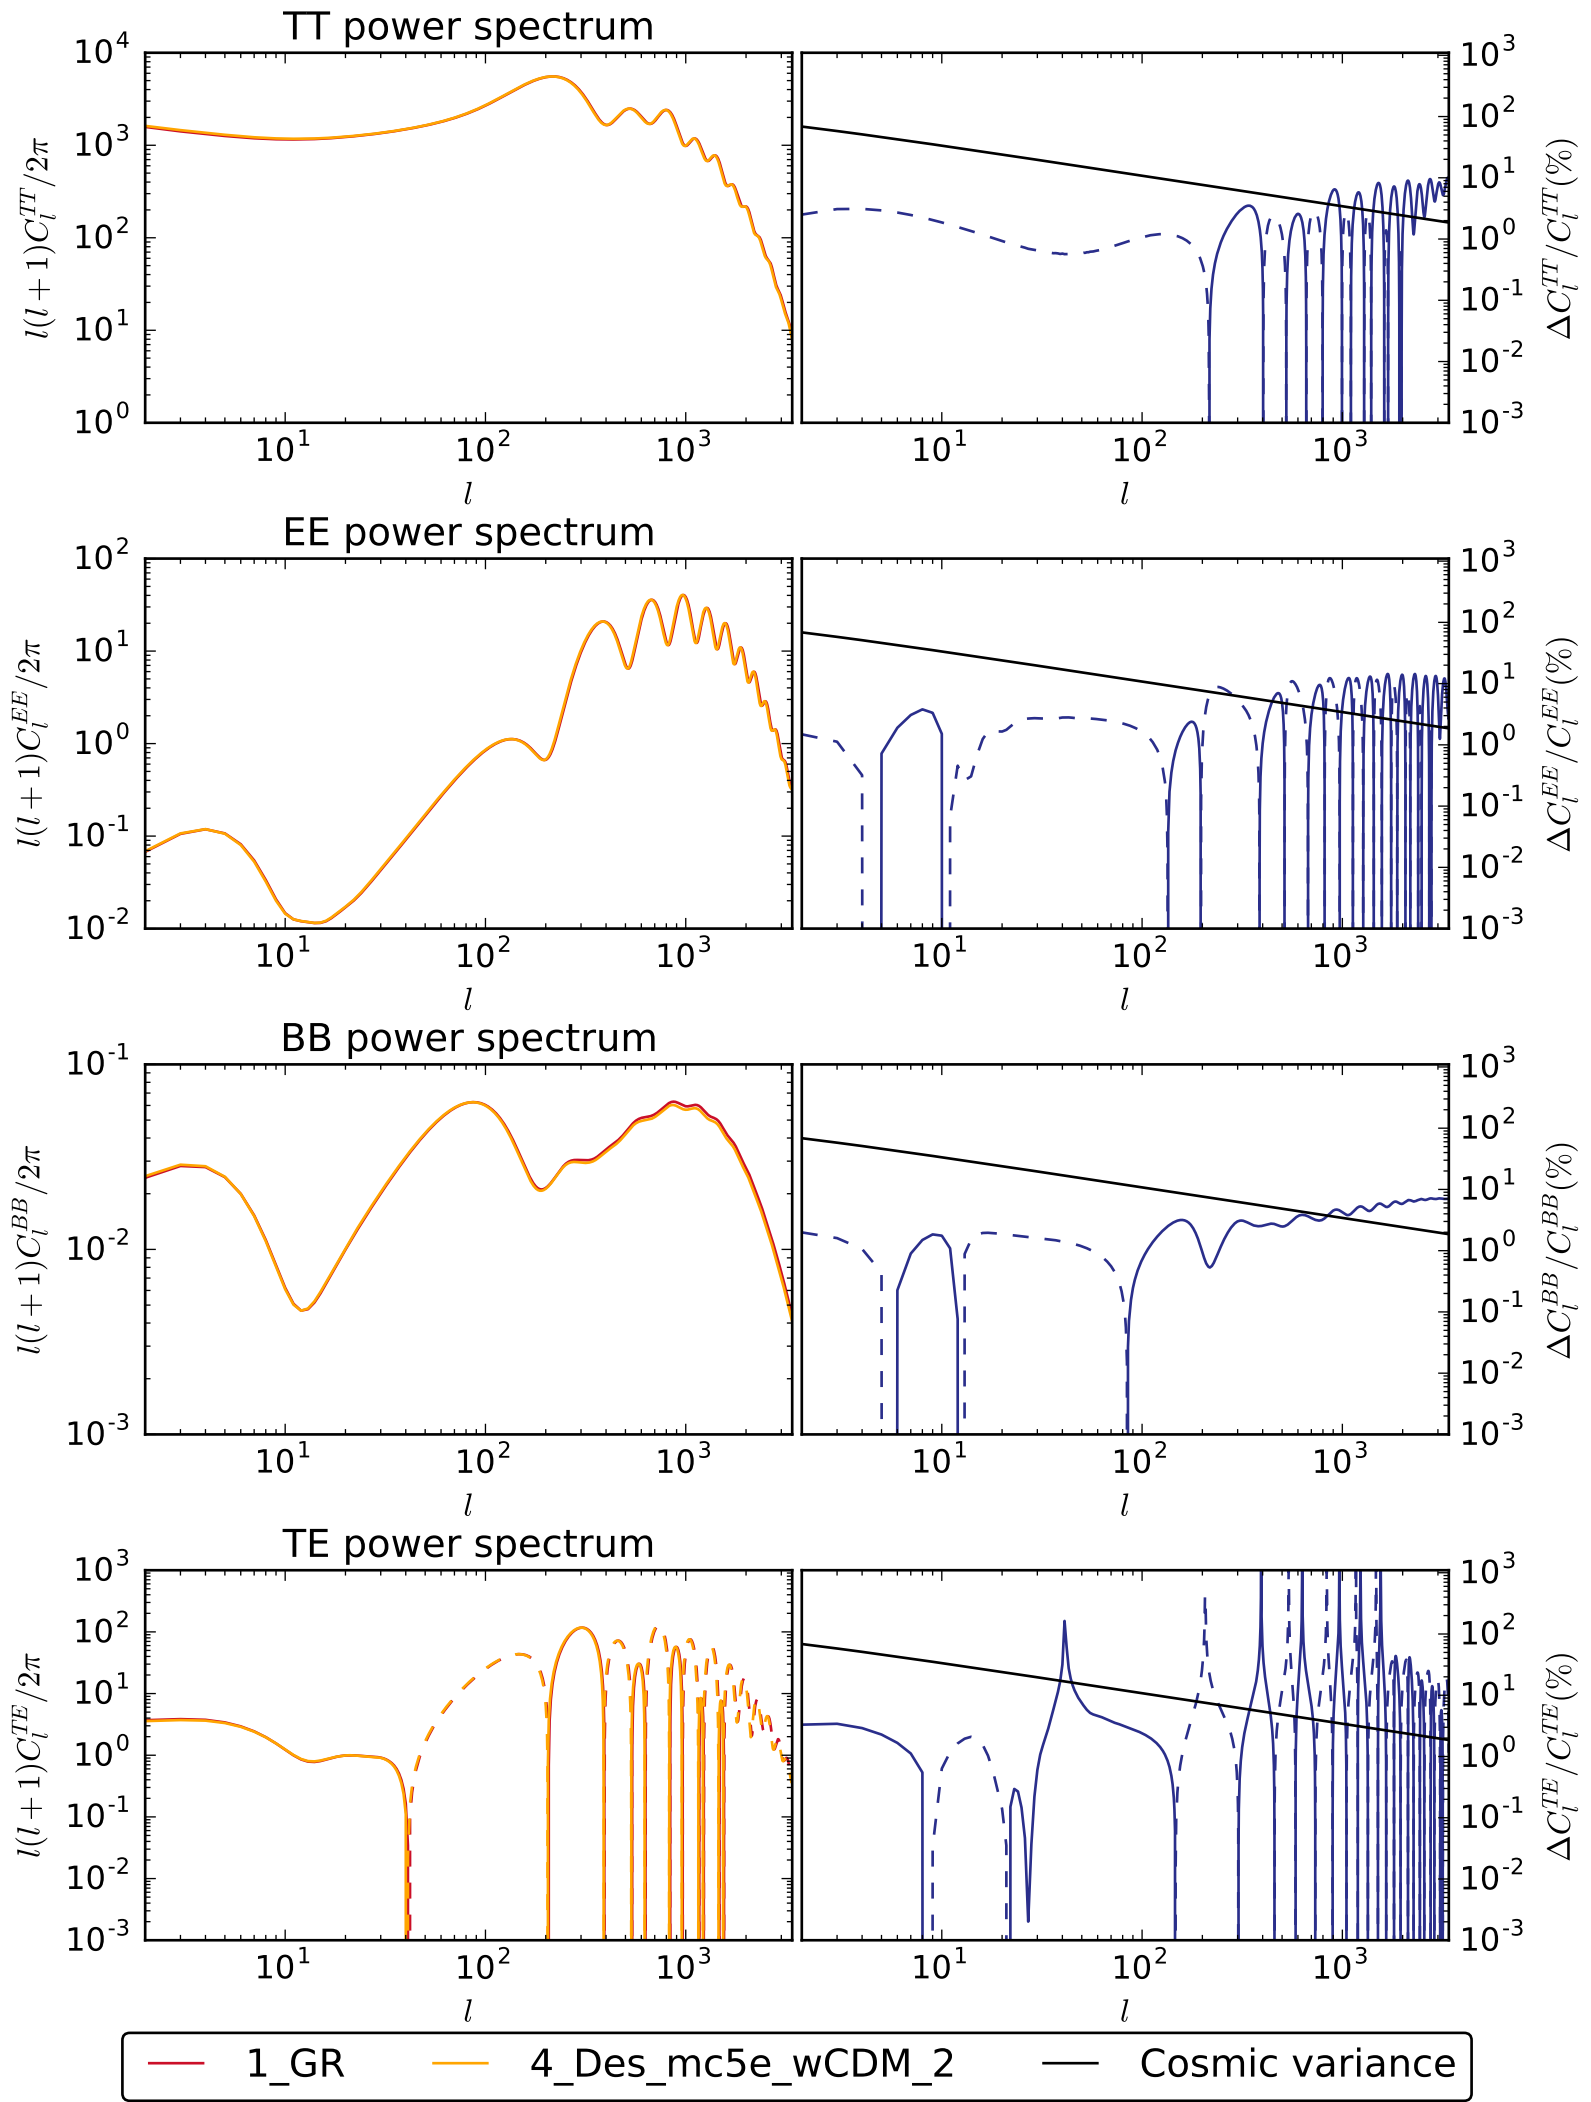 TT power spectrum
10^4
10^3
10^2
10^1
10^0
l(l+1)C_l^{TT}/2π
10^1 10^2 10^3
l
10^3
10^2
10^1
10^0
10^-1
10^-2
10^-3
ΔC_l^{TT}/C_l^{TT}(%)
10^1 10^2 10^3
l
EE power spectrum
10^2
10^1
10^0
10^-1
10^-2
l(l+1)C_l^{EE}/2π
10^1 10^2 10^3
l
10^3
10^2
10^1
10^0
10^-1
10^-2
10^-3
ΔC_l^{EE}/C_l^{EE}(%)
10^1 10^2 10^3
l
BB power spectrum
10^-1
10^-2
10^-3
l(l+1)C_l^{BB}/2π
10^1 10^2 10^3
l
10^3
10^2
10^1
10^0
10^-1
10^-2
10^-3
ΔC_l^{BB}/C_l^{BB}(%)
10^1 10^2 10^3
l
TE power spectrum
10^3
10^2
10^1
10^0
10^-1
10^-2
10^-3
l(l+1)C_l^{TE}/2π
10^1 10^2 10^3
l
10^3
10^2
10^1
10^0
10^-1
10^-2
10^-3
ΔC_l^{TE}/C_l^{TE}(%)
10^1 10^2 10^3
l
1_GR 4_Des_mc5e_wCDM_2 Cosmic variance